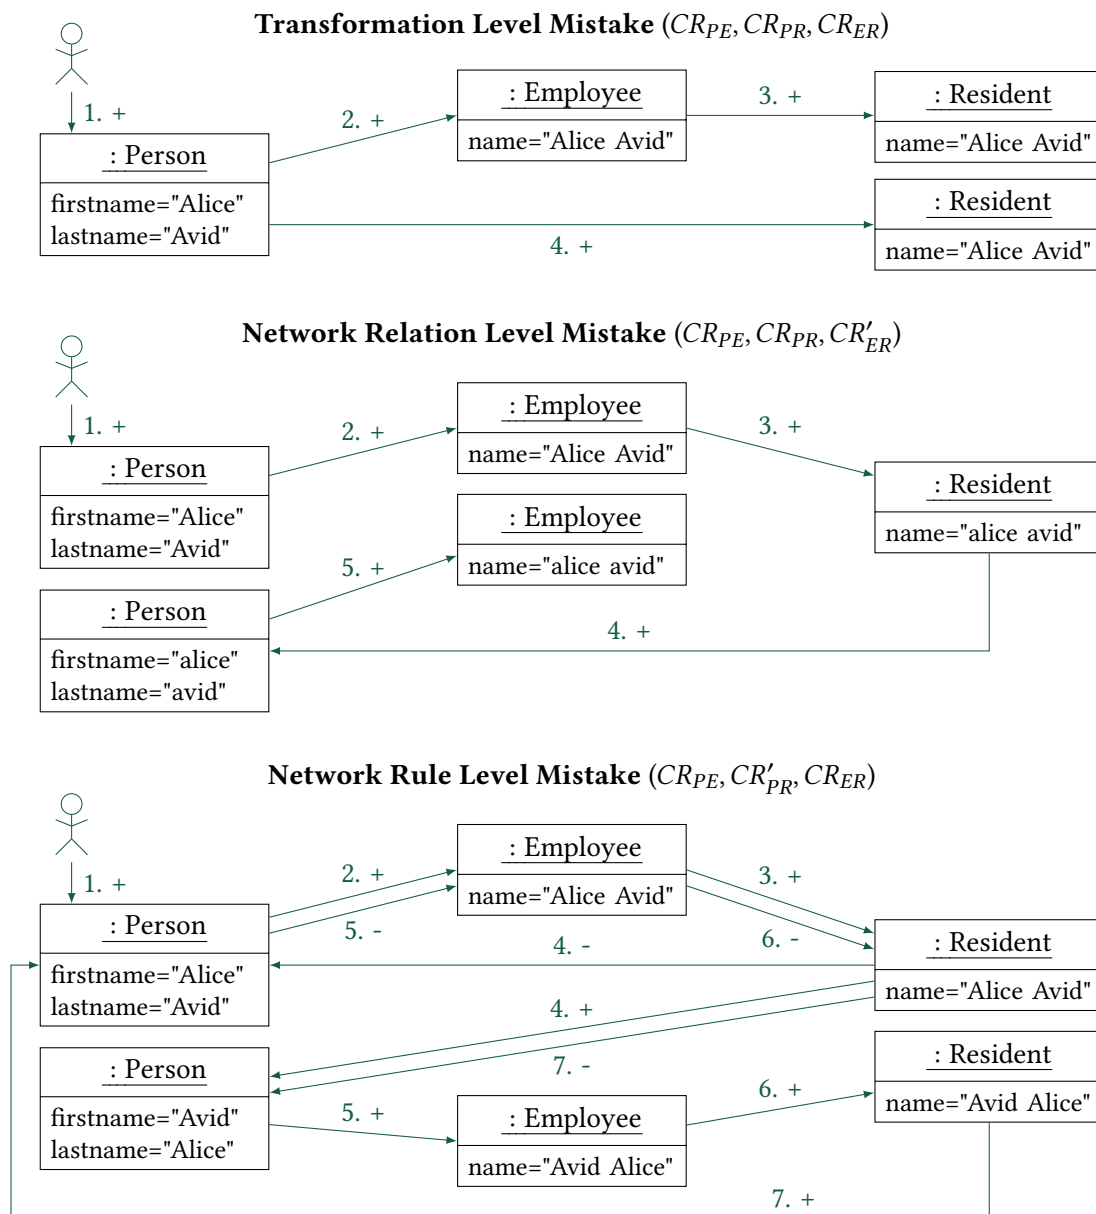 Transformation Level Mistake (CR_PE, CR_PR, CR_ER)
1. +
: Person
firstname="Alice"
lastname="Avid"
2. +
: Employee
name="Alice Avid"
3. +
: Resident
name="Alice Avid"
4. +
: Resident
name="Alice Avid"
Network Relation Level Mistake (CR_PE, CR_PR, CR′_ER)
1. +
: Person
firstname="Alice"
lastname="Avid"
2. +
: Employee
name="Alice Avid"
3. +
: Resident
name="alice avid"
4. +
: Person
firstname="alice"
lastname="avid"
5. +
: Employee
name="alice avid"
Network Rule Level Mistake (CR_PE, CR′_PR, CR_ER)
1. +
: Person
firstname="Alice"
lastname="Avid"
2. +
5. -
: Employee
name="Alice Avid"
3. +
6. -
: Resident
name="Alice Avid"
4. -
4. +
7. -
: Person
firstname="Avid"
lastname="Alice"
5. +
: Employee
name="Avid Alice"
6. +
: Resident
name="Avid Alice"
7. +